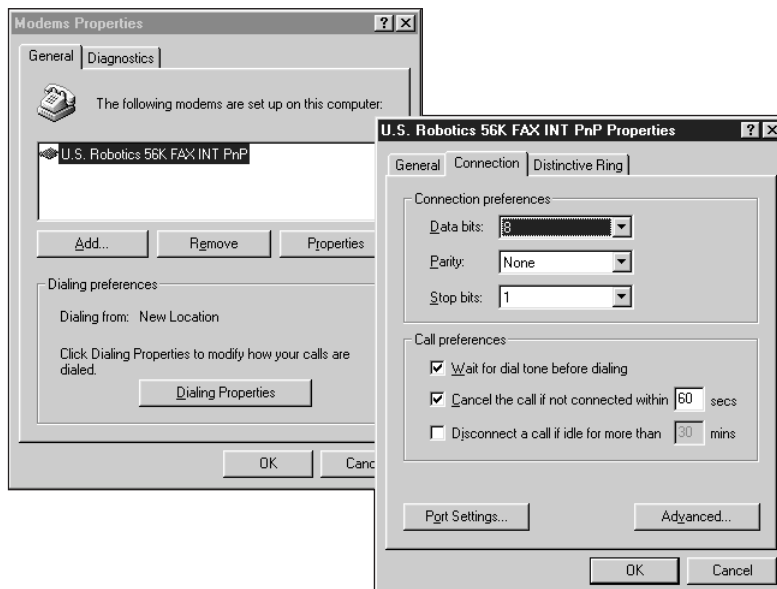 Modems Properties
General Diagnostics
The following modems are set up on this computer:
U.S. Robotics 56K FAX INT PnP
Add... Remove Properties
Dialing preferences
Dialing from: New Location
Click Dialing Properties to modify how your calls are
dialed.
Dialing Properties
OK
U.S. Robotics 56K FAX INT PnP Properties
General Connection Distinctive Ring
Connection preferences
Data bits: 8
Parity: None
Stop bits: 1
Call preferences
Wait for dial tone before dialing
Cancel the call if not connected within 60 secs
Disconnect a call if idle for more than 30 mins
Port Settings... Advanced...
OK Cancel